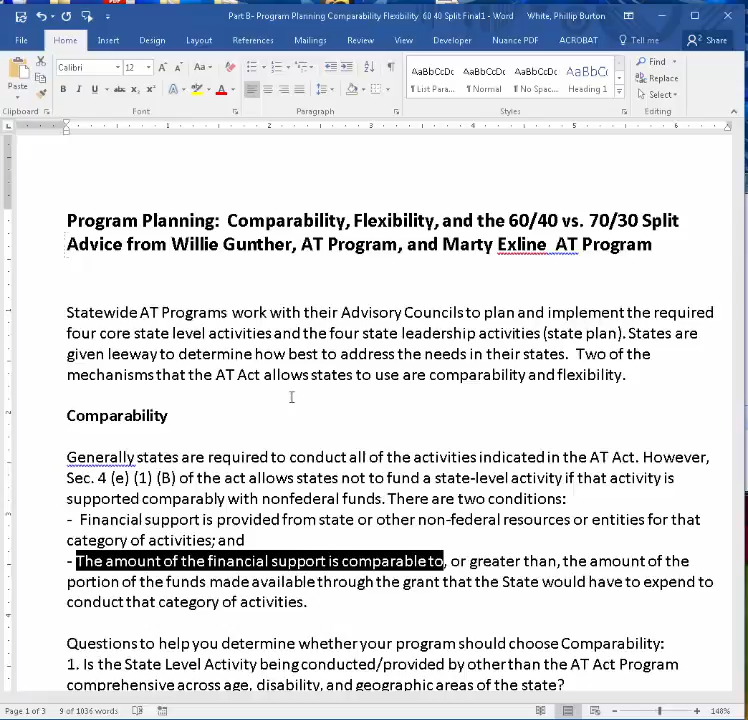 Part B- Program Planning Comparability Flexibility 60 40 Split Final1 - Word White, Phillip Burton
File Home Insert Design Layout References Mailings Review View Developer Nuance PDF ACROBAT Tell me Share
Paste Calibri 12 A A Aa
B I U abc x₂ x² A A
AaBbCcDc AaBbCcDc AaBbCcDc AaBbC(
¶ List Para... ¶ Normal ¶ No Spac... Heading 1
Find
Replace
Select
Clipboard Font Paragraph Styles Editing
1 2 3 4 5 6
Program Planning: Comparability, Flexibility, and the 60/40 vs. 70/30 Split
Advice from Willie Gunther, AT Program, and Marty Exline AT Program
Statewide AT Programs work with their Advisory Councils to plan and implement the required
four core state level activities and the four state leadership activities (state plan). States are
given leeway to determine how best to address the needs in their states. Two of the
mechanisms that the AT Act allows states to use are comparability and flexibility.
Comparability
Generally states are required to conduct all of the activities indicated in the AT Act. However,
Sec. 4 (e) (1) (B) of the act allows states not to fund a state-level activity if that activity is
supported comparably with nonfederal funds. There are two conditions:
- Financial support is provided from state or other non-federal resources or entities for that
category of activities; and
- The amount of the financial support is comparable to, or greater than, the amount of the
portion of the funds made available through the grant that the State would have to expend to
conduct that category of activities.
Questions to help you determine whether your program should choose Comparability:
1. Is the State Level Activity being conducted/provided by other than the AT Act Program
comprehensive across age, disability, and geographic areas of the state?
Page 1 of 3 9 of 1036 words 148%